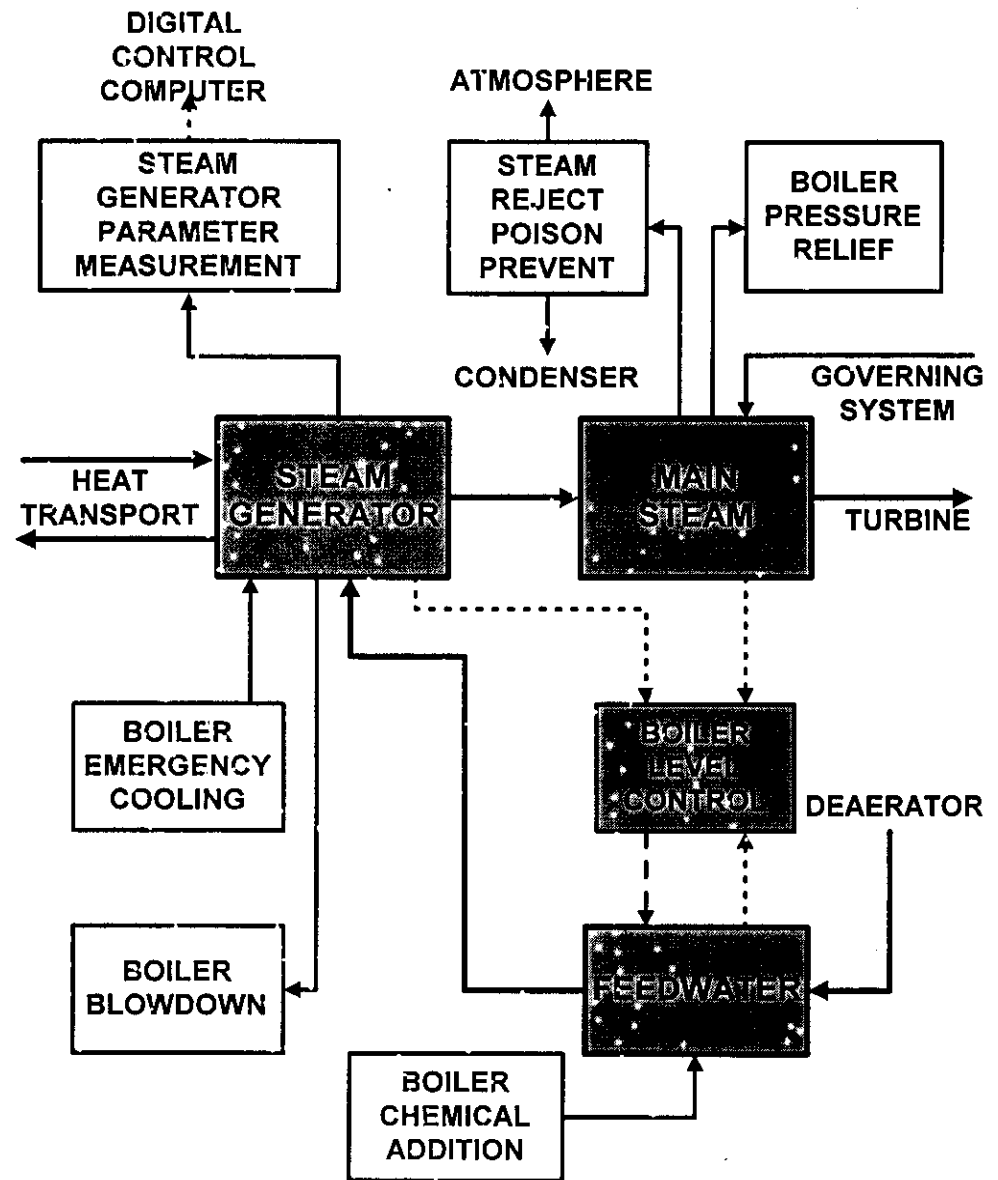 DIGITAL
CONTROL
COMPUTER
ATMOSPHERE
STEAM
GENERATOR
PARAMETER
MEASUREMENT
STEAM
REJECT
POISON
PREVENT
BOILER
PRESSURE
RELIEF
CONDENSER
GOVERNING
SYSTEM
HEAT
TRANSPORT
STEAM
GENERATOR
MAIN
STEAM
TURBINE
BOILER
EMERGENCY
COOLING
BOILER
LEVEL
CONTROL
DEAERATOR
BOILER
BLOWDOWN
FEEDWATER
BOILER
CHEMICAL
ADDITION